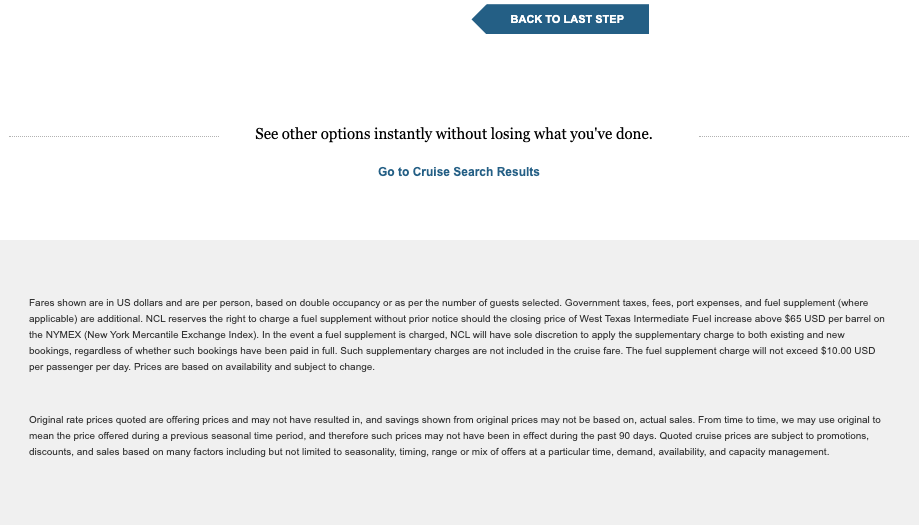 BACK TO LAST STEP
See other options instantly without losing what you've done.
Go to Cruise Search Results
Fares shown are in US dollars and are per person, based on double occupancy or as per the number of guests selected. Government taxes, fees, port expenses, and fuel supplement (where
applicable) are additional. NCL reserves the right to charge a fuel supplement without prior notice should the closing price of West Texas Intermediate Fuel increase above $65 USD per barrel on
the NYMEX (New York Mercantile Exchange Index). In the event a fuel supplement is charged, NCL will have sole discretion to apply the supplementary charge to both existing and new
bookings, regardless of whether such bookings have been paid in full. Such supplementary charges are not included in the cruise fare. The fuel supplement charge will not exceed $10.00 USD
per passenger per day. Prices are based on availability and subject to change.
Original rate prices quoted are offering prices and may not have resulted in, and savings shown from original prices may not be based on, actual sales. From time to time, we may use original to
mean the price offered during a previous seasonal time period, and therefore such prices may not have been in effect during the past 90 days. Quoted cruise prices are subject to promotions,
discounts, and sales based on many factors including but not limited to seasonality, timing, range or mix of offers at a particular time, demand, availability, and capacity management.